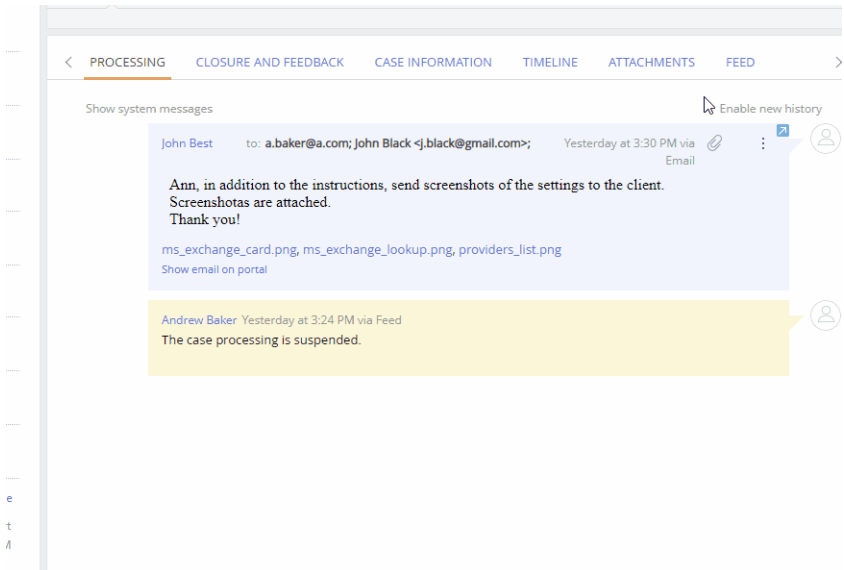 PROCESSING CLOSURE AND FEEDBACK CASE INFORMATION TIMELINE ATTACHMENTS FEED
Show system messages Enable new history
John Best to: a.baker@a.com; John Black <j.black@gmail.com>; Yesterday at 3:30 PM via
Email
Ann, in addition to the instructions, send screenshots of the settings to the client.
Screenshotas are attached.
Thank you!
ms_exchange_card.png, ms_exchange_lookup.png, providers_list.png
Show email on portal
Andrew Baker Yesterday at 3:24 PM via Feed
The case processing is suspended.
e
t